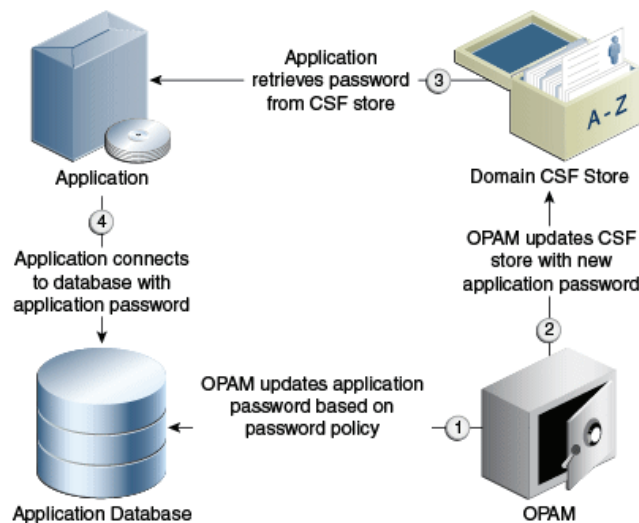 Application
retrieves password
from CSF store
3
A - Z
Application
Domain CSF Store
4
Application connects
to database with
application password
OPAM updates CSF
store with new
application password
2
OPAM updates application
password based on
password policy
1
Application Database
OPAM